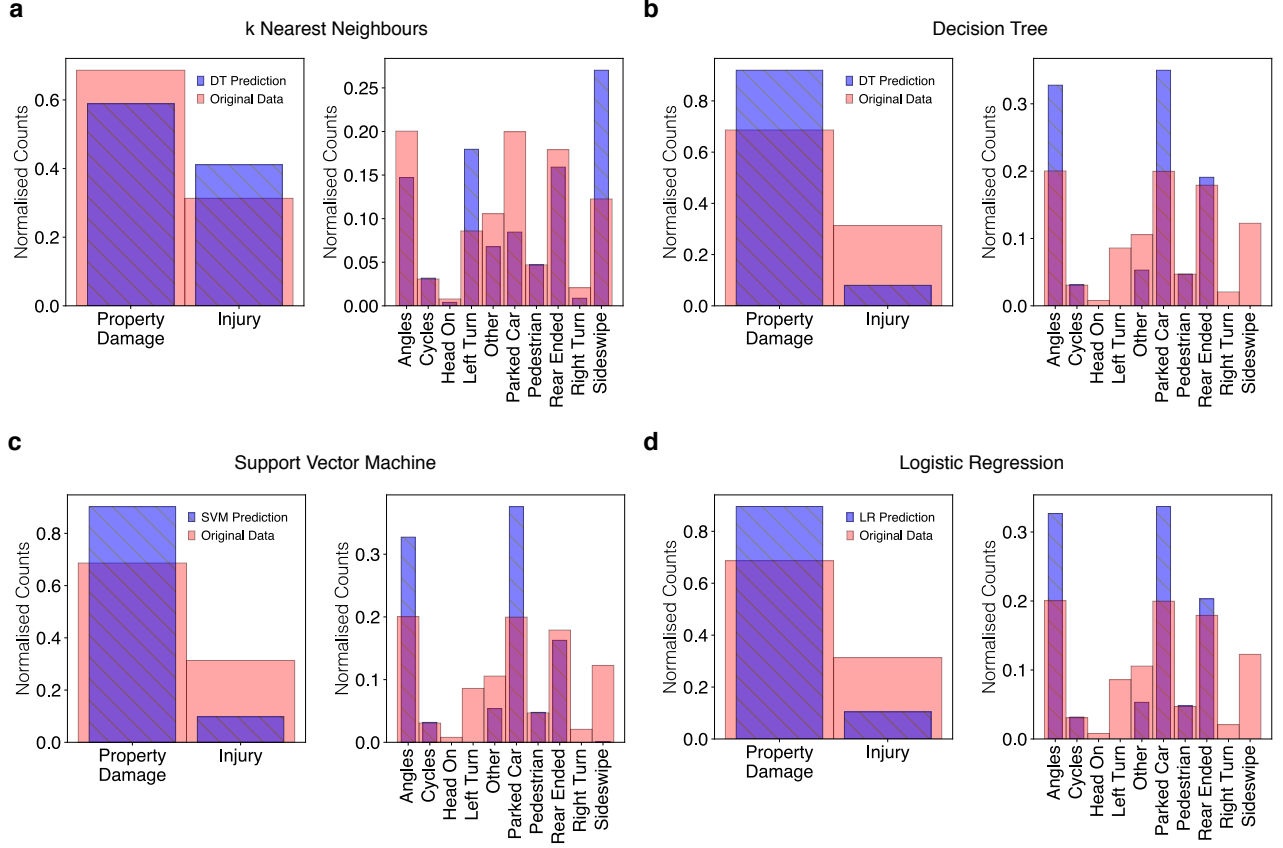 a
k Nearest Neighbours
Normalised Counts
0.6
0.4
0.2
0.0
DT Prediction
Original Data
Property
Damage
Injury
Normalised Counts
0.25
0.20
0.15
0.10
0.05
0.00
Angles
Cycles
Head On
Left Turn
Other
Parked Car
Pedestrian
Rear Ended
Right Turn
Sideswipe
b
Decision Tree
Normalised Counts
0.8
0.6
0.4
0.2
0.0
DT Prediction
Original Data
Property
Damage
Injury
Normalised Counts
0.3
0.2
0.1
0.0
Angles
Cycles
Head On
Left Turn
Other
Parked Car
Pedestrian
Rear Ended
Right Turn
Sideswipe
c
Support Vector Machine
Normalised Counts
0.8
0.6
0.4
0.2
0.0
SVM Prediction
Original Data
Property
Damage
Injury
Normalised Counts
0.3
0.2
0.1
0.0
Angles
Cycles
Head On
Left Turn
Other
Parked Car
Pedestrian
Rear Ended
Right Turn
Sideswipe
d
Logistic Regression
Normalised Counts
0.8
0.6
0.4
0.2
0.0
LR Prediction
Original Data
Property
Damage
Injury
Normalised Counts
0.3
0.2
0.1
0.0
Angles
Cycles
Head On
Left Turn
Other
Parked Car
Pedestrian
Rear Ended
Right Turn
Sideswipe